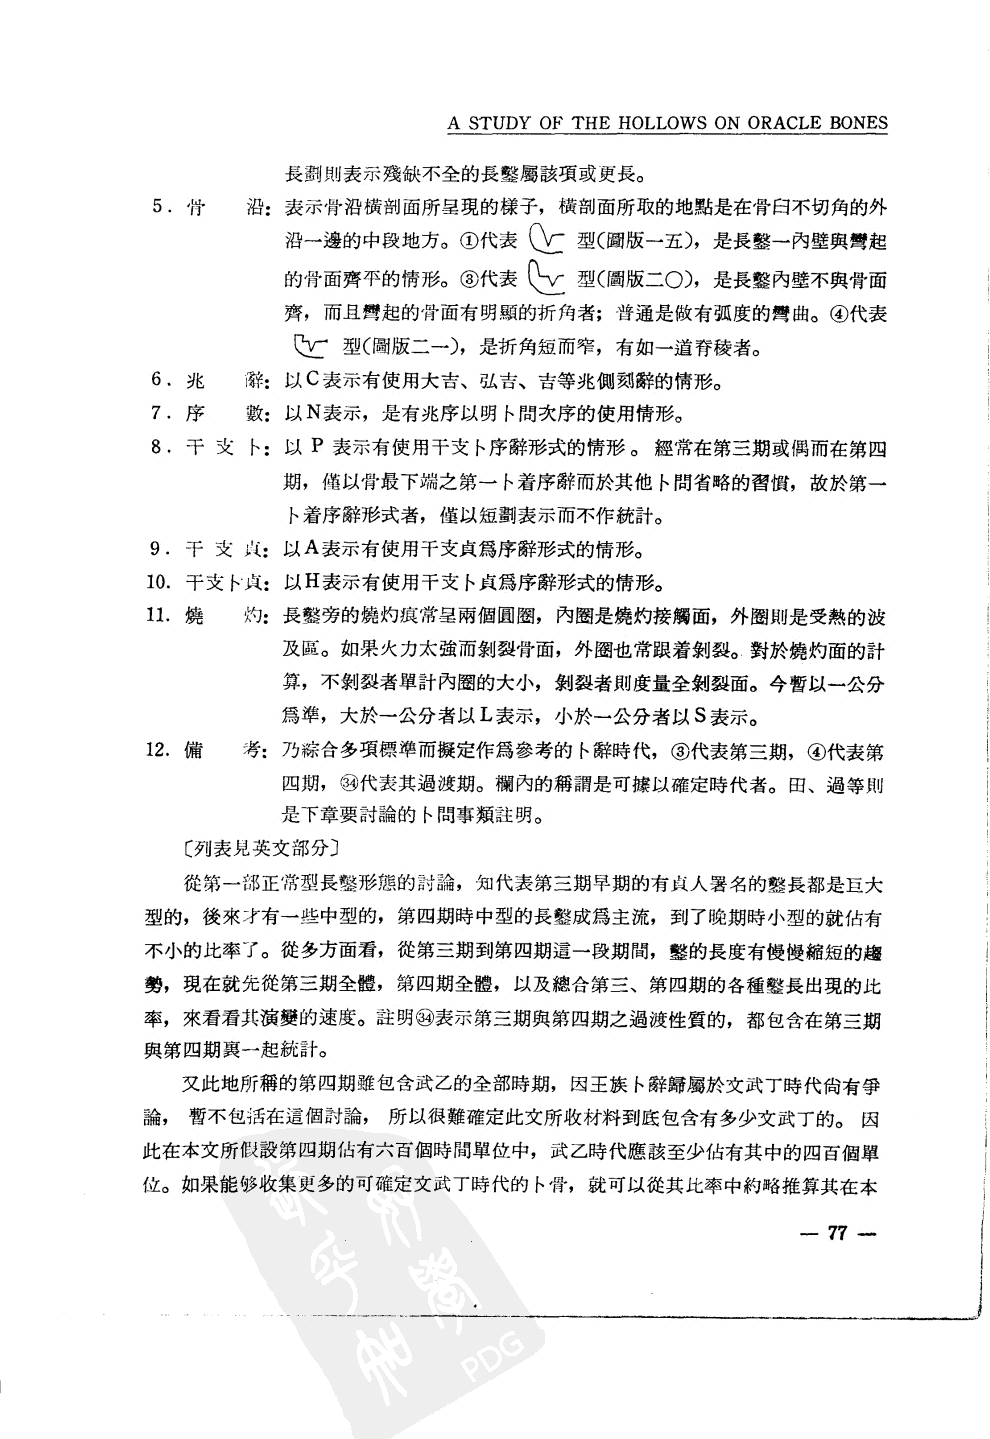 A STUDY OF THE HOLLOWS ON ORACLE BONES
長劃則表示殘缺不全的長鑿屬該項或更長。
5. 骨 沿: 表示骨沿橫剖面所呈現的樣子，橫剖面所取的地點是在骨臼不切角的外
沿一邊的中段地方。①代表 型(圖版一五)，是長鑿一內壁與彎起
的骨面齊平的情形。③代表 型(圖版二〇)，是長鑿內壁不與骨面
齊，而且彎起的骨面有明顯的折角者；普通是做有弧度的彎曲。④代表
型(圖版二一)，是折角短而窄，有如一道脊稜者。
6. 兆 辭: 以C表示有使用大吉、弘吉、吉等兆側刻辭的情形。
7. 序 數: 以N表示，是有兆序以明卜問次序的使用情形。
8. 干 支 卜: 以 P 表示有使用干支卜序辭形式的情形。 經常在第三期或偶而在第四
期，僅以骨最下端之第一卜着序辭而於其他卜問省略的習慣，故於第一
卜着序辭形式者，僅以短劃表示而不作統計。
9. 干 支 貞: 以A表示有使用干支貞爲序辭形式的情形。
10. 干支卜貞: 以H表示有使用干支卜貞爲序辭形式的情形。
11. 燒 灼: 長鑿旁的燒灼痕常呈兩個圓圈，內圈是燒灼接觸面，外圈則是受熱的波
及區。如果火力太強而剝裂骨面，外圈也常跟着剝裂。對於燒灼面的計
算，不剝裂者單計內圈的大小，剝裂者則度量全剝裂面。今暫以一公分
爲準，大於一公分者以L表示，小於一公分者以S表示。
12. 備 考: 乃綜合多項標準而擬定作爲參考的卜辭時代，③代表第三期，④代表第
四期，㉞代表其過渡期。欄內的稱謂是可據以確定時代者。田、過等則
是下章要討論的卜問事類註明。
〔列表見英文部分〕
從第一部正常型長鑿形態的討論，知代表第三期早期的有貞人署名的鑿長都是巨大
型的，後來才有一些中型的，第四期時中型的長鑿成爲主流，到了晚期時小型的就佔有
不小的比率了。從多方面看，從第三期到第四期這一段期間，鑿的長度有慢慢縮短的趨
勢，現在就先從第三期全體，第四期全體，以及總合第三、第四期的各種鑿長出現的比
率，來看看其演變的速度。註明㉞表示第三期與第四期之過渡性質的，都包含在第三期
與第四期裏一起統計。
又此地所稱的第四期雖包含武乙的全部時期，因王族卜辭歸屬於文武丁時代尙有爭
論， 暫不包括在這個討論， 所以很難確定此文所收材料到底包含有多少文武丁的。 因
此在本文所假設第四期佔有六百個時間單位中，武乙時代應該至少佔有其中的四百個單
位。如果能够收集更多的可確定文武丁時代的卜骨，就可以從其比率中約略推算其在本
— 77 —
PDG